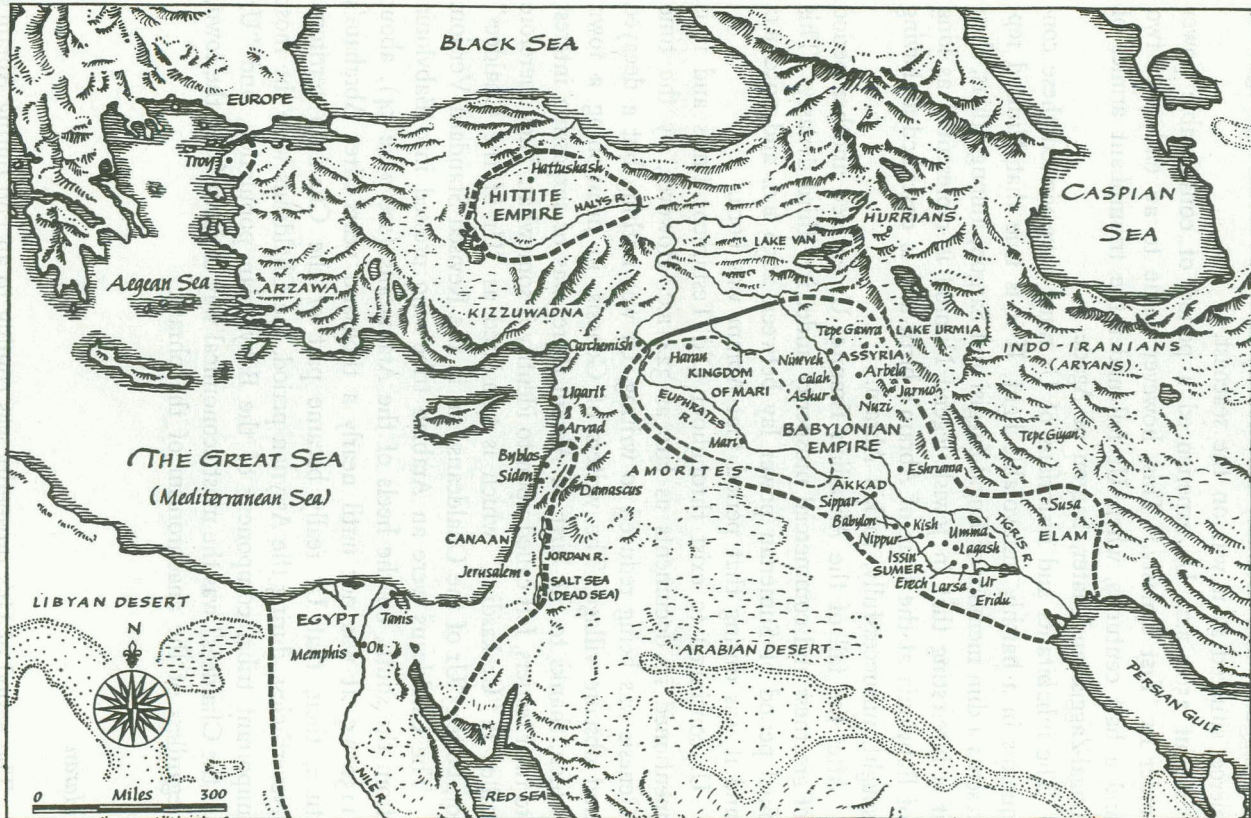 BLACK SEA
EUROPE
Troy
Hattushash
HITTITE
EMPIRE
HALYS R.
CASPIAN
SEA
HURRIANS
LAKE VAN
Aegean Sea
ARZAWA
KIZZUWADNA
Carchemish
Tepe Gawra
LAKE URMIA
INDO-IRANIANS
(ARYANS)
Haran
Nineveh
ASSYRIA
KINGDOM
OF MARI
Calah
Arbela
Ashur
Jarmo
Nuzi
Ugarit
EUPHRATES
R.
Arvad
Mari
BABYLONIAN
EMPIRE
Tepe Giyan
THE GREAT SEA
(Mediterranean Sea)
Byblos
Siden
AMORITES
Eshnunna
Damascus
AKKAD
Sippar
Susa
ELAM
Babylon
Kish
Umma
TIGRIS R.
Nippur
Lagash
Issin
SUMER
Erech
Larsa
Ur
Eridu
CANAAN
JORDAN R.
Jerusalem
SALT SEA
(DEAD SEA)
LIBYAN DESERT
N
EGYPT
Tanis
Memphis
On
ARABIAN DESERT
PERSIAN GULF
NILE R.
RED SEA
0 Miles 300